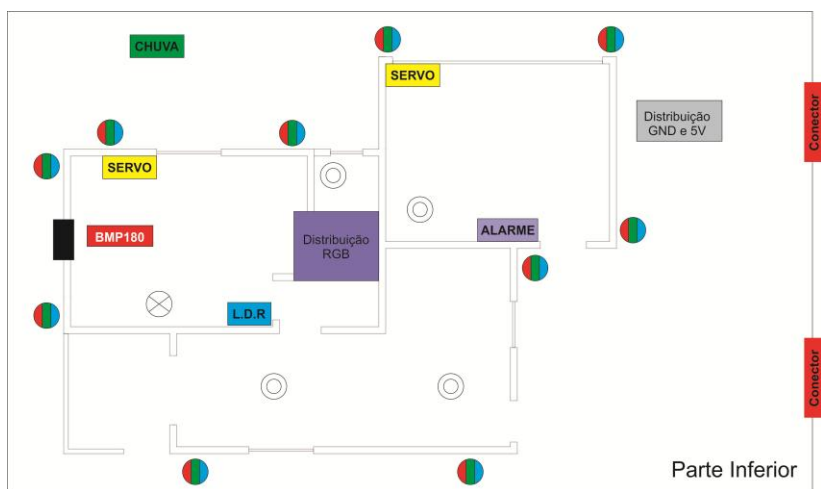 CHUVA
SERVO
Distribuição
GND e 5V
Conector
SERVO
BMP180
Distribuição
RGB
ALARME
L.D.R
Conector
Parte Inferior